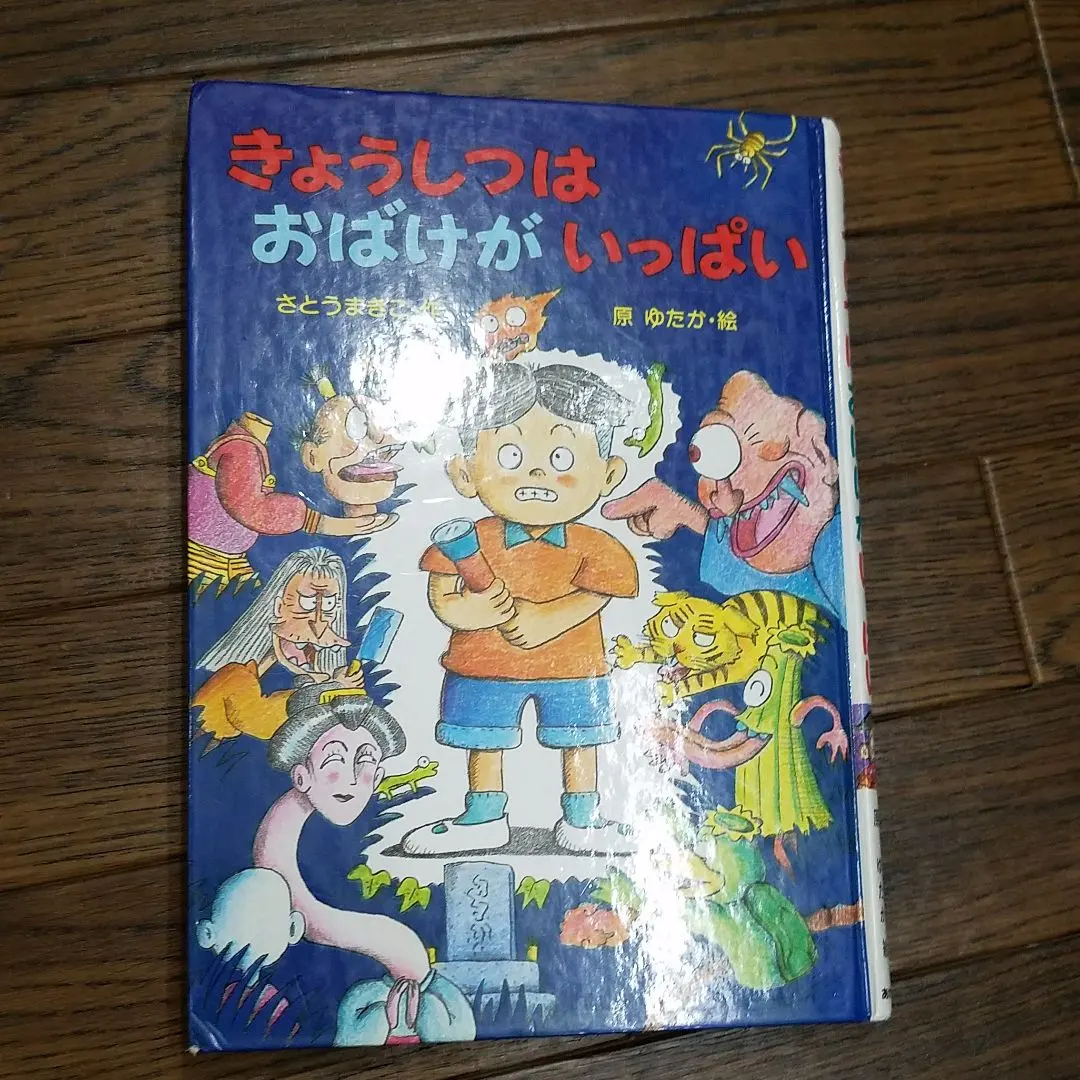 きょうしつは
おばけが いっぱい
さとうまきこ・作
原 ゆたか・絵